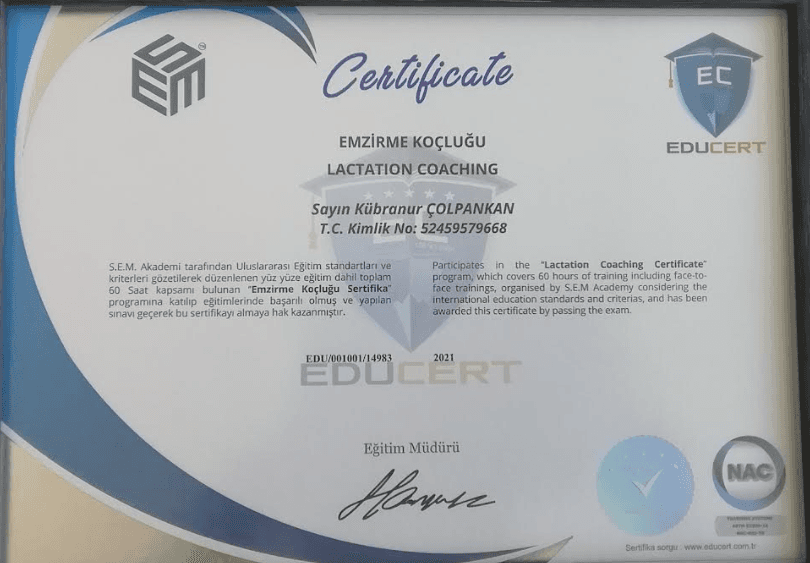 SEM
Certificate
EC
EDUCERT
EMZİRME KOÇLUĞU
LACTATION COACHING
Sayın Kübranur ÇOLPANKAN
T.C. Kimlik No: 52459579668
S.E.M. Akademi tarafından Uluslararası Eğitim standartları ve
kriterleri gözetilerek düzenlenen yüz yüze eğitim dahil toplam
60 Saat kapsamı bulunan "Emzirme Koçluğu Sertifika"
programına katılıp eğitimlerinde başarılı olmuş ve yapılan
sınavı geçerek bu sertifikayı almaya hak kazanmıştır.
Participates in the "Lactation Coaching Certificate"
program, which covers 60 hours of training including face-to-
face trainings, organised by S.E.M Academy considering the
international education standards and criterias, and has been
awarded this certificate by passing the exam.
EDU/001001/14983 2021
EDUCERT
Eğitim Müdürü
NAC
Sertifika sorgu : www.educert.com.tr